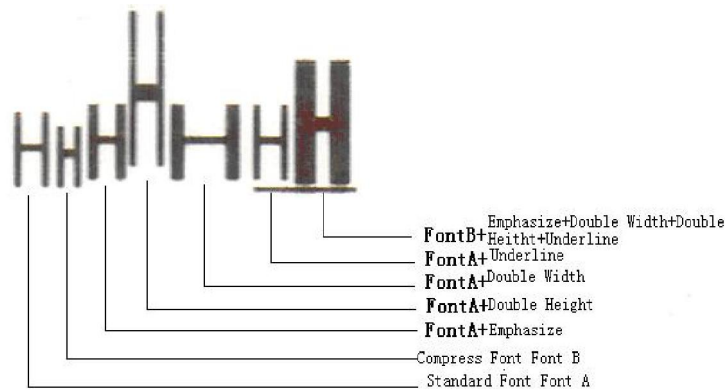 HHHHHHH
FontB+Emphasize+Double Width+Double
Heitht+Underline
FontA+Underline
FontA+Double Width
FontA+Double Height
FontA+Emphasize
Compress Font Font B
Standard Font Font A